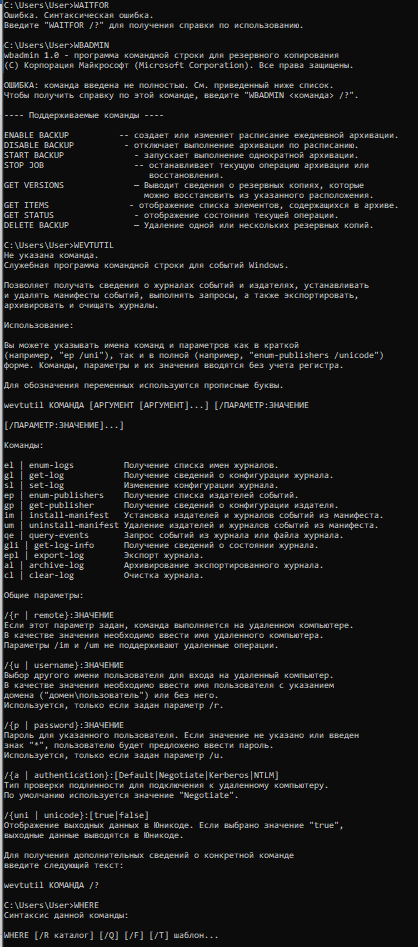 C:\Users\User>WAITFOR
Ошибка. Синтаксическая ошибка.
Введите "WAITFOR /?" для получения справки по использованию.
C:\Users\User>WBADMIN
wbadmin 1.0 - программа командной строки для резервного копирования
(C) Корпорация Майкрософт (Microsoft Corporation). Все права защищены.
ОШИБКА: команда введена не полностью. См. приведенный ниже список.
Чтобы получить справку по этой команде, введите "WBADMIN <команда> /?".
---- Поддерживаемые команды ----
ENABLE BACKUP -- создает или изменяет расписание ежедневной архивации.
DISABLE BACKUP - отключает выполнение архивации по расписанию.
START BACKUP - запускает выполнение однократной архивации.
STOP JOB -- останавливает текущую операцию архивации или
восстановления.
GET VERSIONS — Выводит сведения о резервных копиях, которые
можно восстановить из указанного расположения.
GET ITEMS - отображение списка элементов, содержащихся в архиве.
GET STATUS - отображение состояния текущей операции.
DELETE BACKUP — Удаление одной или нескольких резервных копий.
C:\Users\User>WEVTUTIL
Не указана команда.
Служебная программа командной строки для событий Windows.
Позволяет получать сведения о журналах событий и издателях, устанавливать
и удалять манифесты событий, выполнять запросы, а также экспортировать,
архивировать и очищать журналы.
Использование:
Вы можете указывать имена команд и параметров как в краткой
(например, "ep /uni"), так и в полной (например, "enum-publishers /unicode")
форме. Команды, параметры и их значения вводятся без учета регистра.
Для обозначения переменных используются прописные буквы.
wevtutil КОМАНДА [АРГУМЕНТ [АРГУМЕНТ]...] [/ПАРАМЕТР:ЗНАЧЕНИЕ
[/ПАРАМЕТР:ЗНАЧЕНИЕ]...]
Команды:
el | enum-logs Получение списка имен журналов.
gl | get-log Получение сведений о конфигурации журнала.
sl | set-log Изменение конфигурации журнала.
ep | enum-publishers Получение списка издателей событий.
gp | get-publisher Получение сведений о конфигурации издателя.
im | install-manifest Установка издателей и журналов событий из манифеста.
um | uninstall-manifest Удаление издателей и журналов событий из манифеста.
qe | query-events Запрос событий из журнала или файла журнала.
gli | get-log-info Получение сведений о состоянии журнала.
epl | export-log Экспорт журнала.
al | archive-log Архивирование экспортированного журнала.
cl | clear-log Очистка журнала.
Общие параметры:
/{r | remote}:ЗНАЧЕНИЕ
Если этот параметр задан, команда выполняется на удаленном компьютере.
В качестве значения необходимо ввести имя удаленного компьютера.
Параметры /im и /um не поддерживают удаленные операции.
/{u | username}:ЗНАЧЕНИЕ
Выбор другого имени пользователя для входа на удаленный компьютер.
В качестве значения необходимо ввести имя пользователя с указанием
домена ("домен\пользователь") или без него.
Используется, только если задан параметр /r.
/{p | password}:ЗНАЧЕНИЕ
Пароль для указанного пользователя. Если значение не указано или введен
знак "*", пользователю будет предложено ввести пароль.
Используется, только если задан параметр /u.
/{a | authentication}:[Default|Negotiate|Kerberos|NTLM]
Тип проверки подлинности для подключения к удаленному компьютеру.
По умолчанию используется значение "Negotiate".
/{uni | unicode}:[true|false]
Отображение выходных данных в Юникоде. Если выбрано значение "true",
выходные данные выводятся в Юникоде.
Для получения дополнительных сведений о конкретной команде
введите следующий текст:
wevtutil КОМАНДА /?
C:\Users\User>WHERE
Синтаксис данной команды:
WHERE [/R каталог] [/Q] [/F] [/T] шаблон...